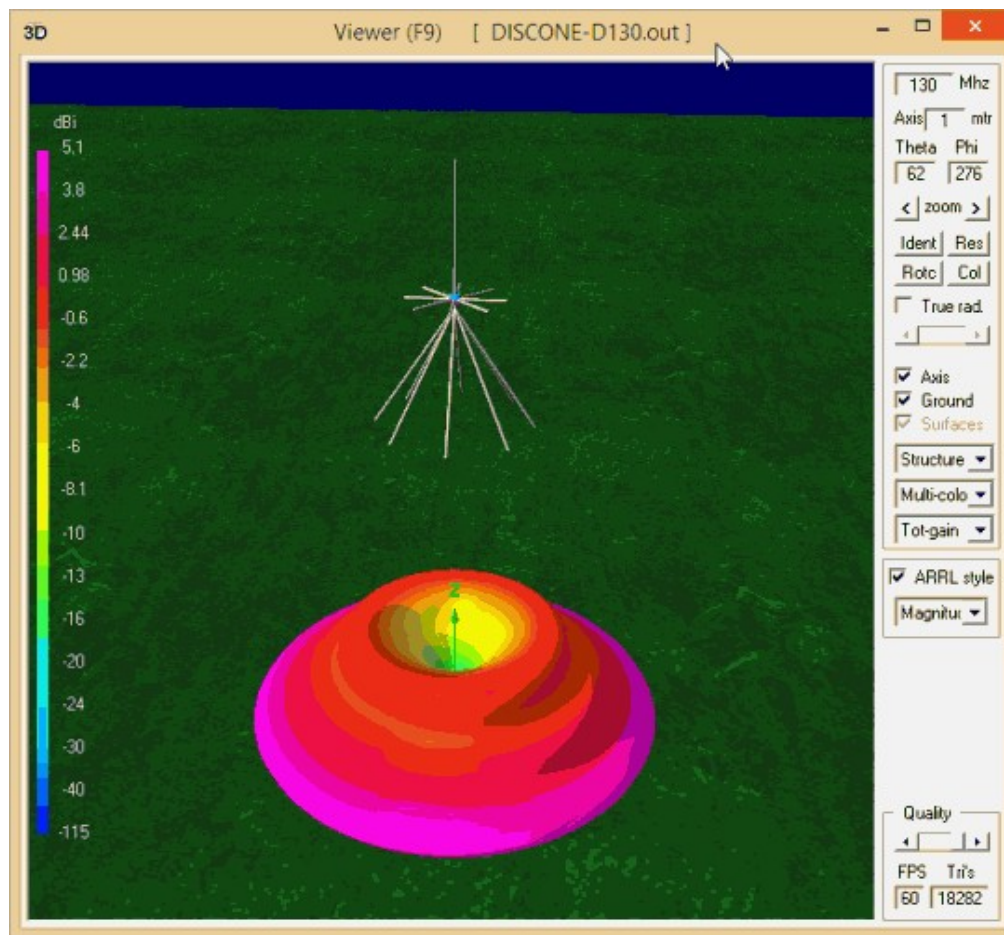 3D Viewer (F9) [ DISCONE-D130.out ]
dBi
5,1
3.8
2.44
0.98
-0.6
-2.2
-4
-6
-8.1
-10
-13
-16
-20
-24
-30
-40
-115
Z
130 Mhz
Axis 1 mtr
Theta Phi
62 276
< zoom >
Ident Res
Rotc Col
True rad.
Axis
Ground
Surfaces
Structure
Multi-colo
Tot-gain
ARRL style
Magnituc
Quality
FPS Tri's
60 18282